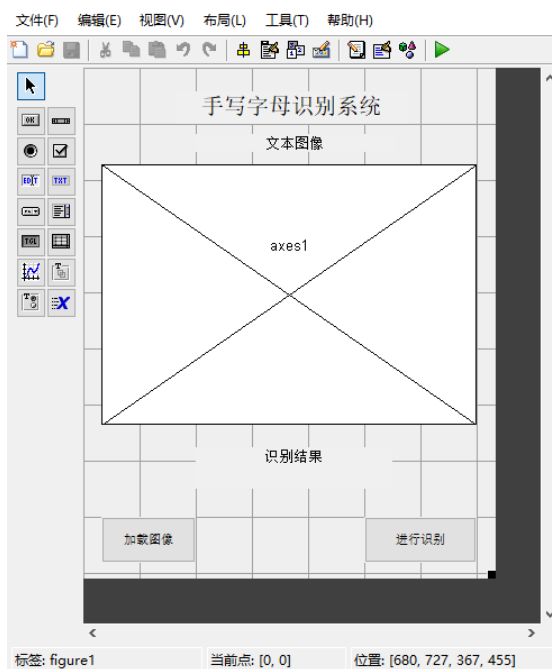 文件(F) 编辑(E) 视图(V) 布局(L) 工具(T) 帮助(H)
手写字母识别系统
OK
文本图像
EDIT TXT
TGL
axes1
识别结果
加载图像 进行识别
标签: figure1 当前点: [0, 0] 位置: [680, 727, 367, 455]